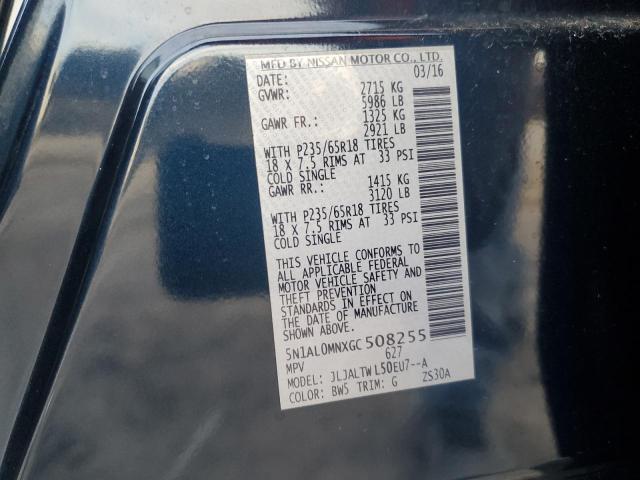 MFD BY NISSAN MOTOR CO., LTD.
DATE: 03/16
GVWR: 2715 KG
5986 LB
GAWR FR.: 1325 KG
2921 LB
WITH P235/65R18 TIRES
18 X 7.5 RIMS AT 33 PSI
COLD SINGLE
GAWR RR.: 1415 KG
3120 LB
WITH P235/65R18 TIRES
18 X 7.5 RIMS AT 33 PSI
COLD SINGLE
THIS VEHICLE CONFORMS TO
ALL APPLICABLE FEDERAL
MOTOR VEHICLE SAFETY AND
THEFT PREVENTION
STANDARDS IN EFFECT ON
THE DATE OF MANUFACTURE
SHOWN ABOVE.
5N1AL0MNXGC508255
MPV 627
MODEL: JLJALTWL50EU7--A
COLOR: BW5 TRIM: G ZS30A